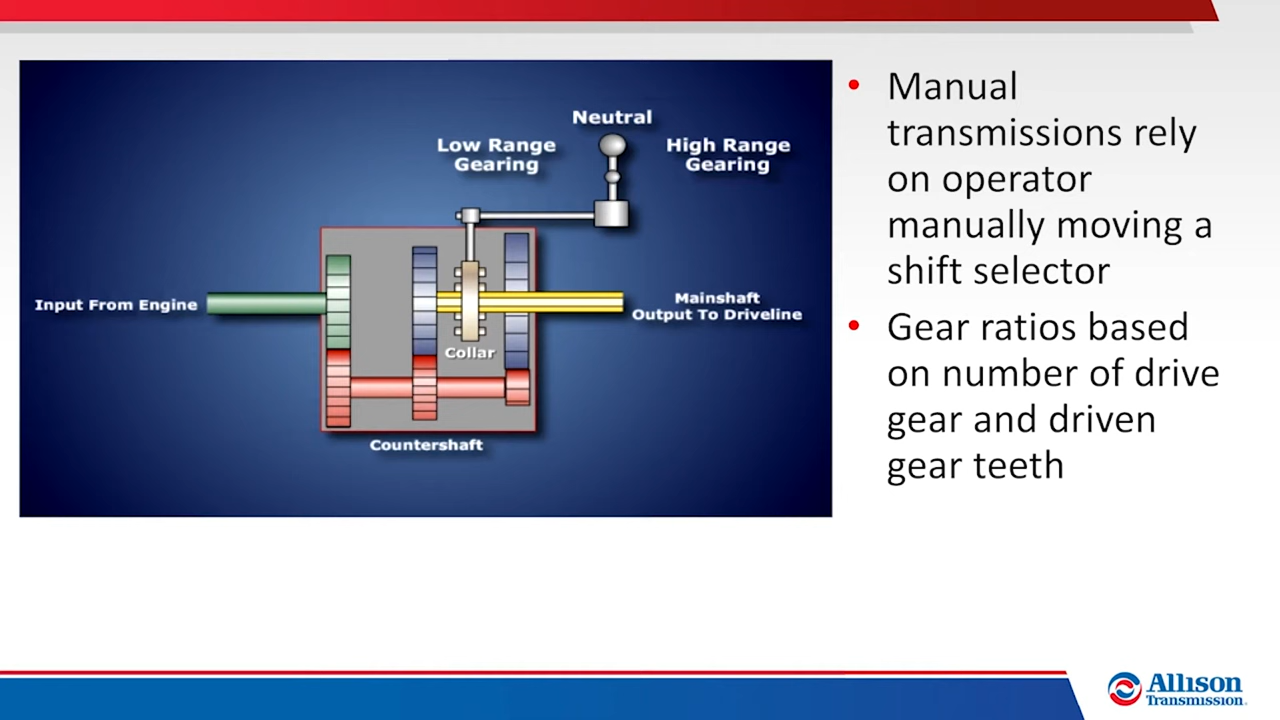 Neutral
Low Range
Gearing
High Range
Gearing
Input From Engine
Mainshaft
Output To Driveline
Collar
Countershaft
• Manual
transmissions rely
on operator
manually moving a
shift selector
• Gear ratios based
on number of drive
gear and driven
gear teeth
Allison
Transmission